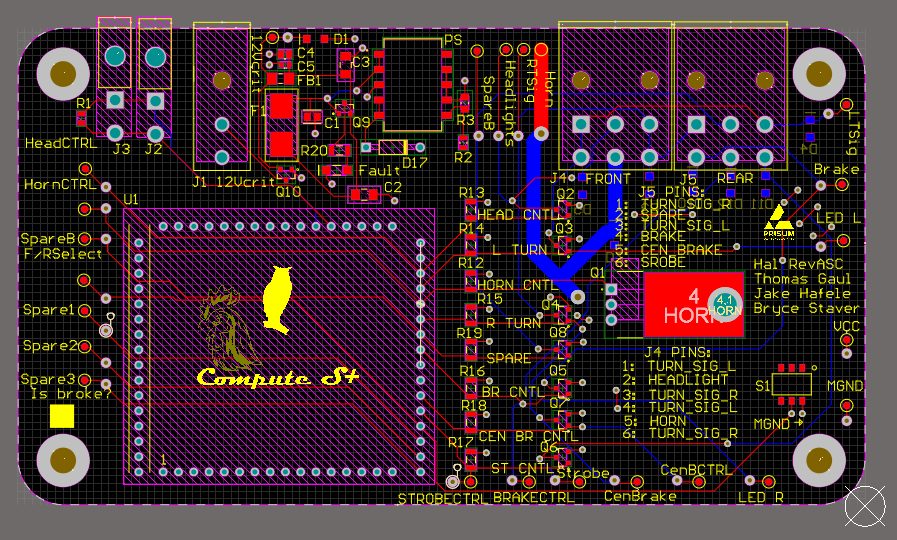 12Vcrit
D1
C4
C5
FB1
C3
PS
SpareB
Headlights
RTSig
Horn
R1
F1
C1
Q9
R3
R2
LTSig
HeadCTRL
J3
J2
R20
D17
Fault
Brake
HornCTRL
J1 12Vcrit
Q10
C2
J4
FRONT
J5
REAR
U1
R13
Q2
HEAD CNTL
J5 PINS:
1: TURN_SIG_R
2: SPARE
3: TURN_SIG_L
4: BRAKE
5: CEN_BRAKE
6: SROBE
PRISUM
LED L
SpareB
F/RSelect
R14
Q3
L TURN
R12
HORN CNTL
Q1
Hal RevASC
Thomas Gaul
Jake Hafele
Bryce Staver
4
HORN
4.1
HORN
Spare1
R15
R TURN
Q4
VCC
Spare2
R19
Q8
SPARE
J4 PINS:
1: TURN_SIG_L
2: HEADLIGHT
3: TURN_SIG_R
4: TURN_SIG_L
5: HORN
6: TURN_SIG_R
Compute S+
Spare3
Is broke?
R16
Q5
BR CNTL
S1
MGND
R18
Q7
MGND
CEN BR CNTL
R17
Q6
ST CNTL
Strobe
CenBCTRL
1
STROBECTRL
BRAKECTRL
CenBrake
LED R